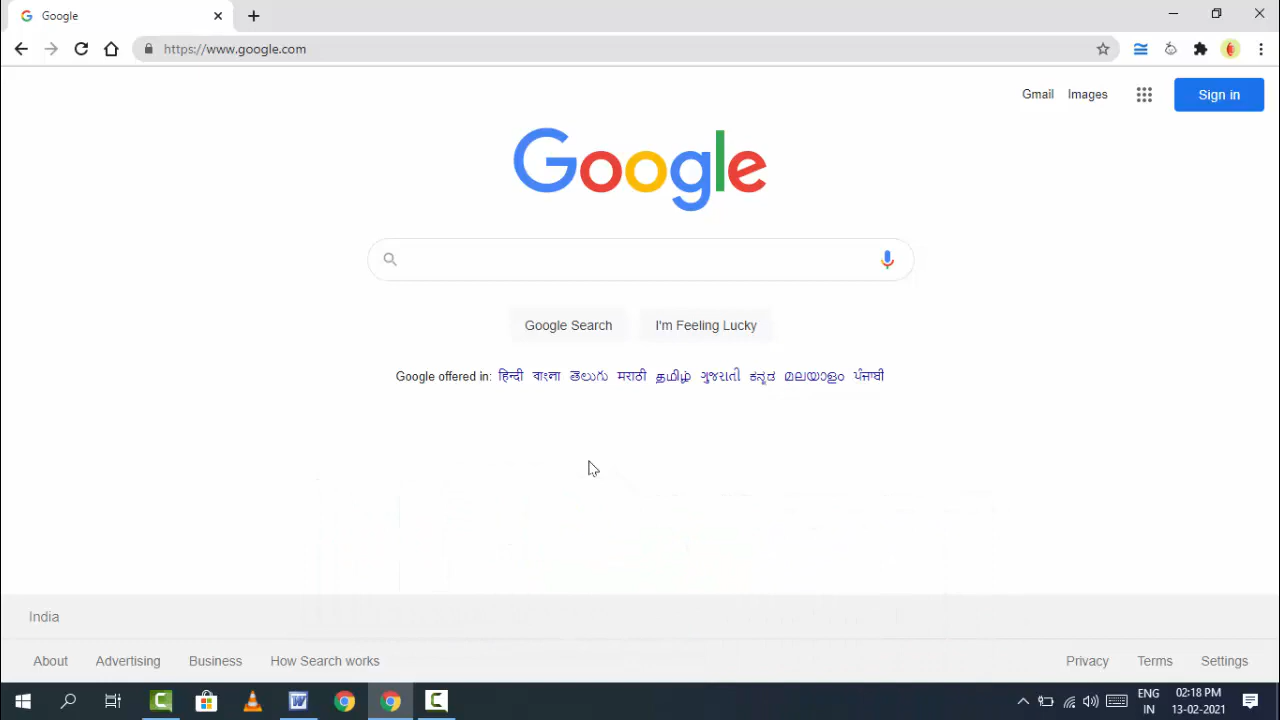 Google
https://www.google.com
Gmail Images Sign in
Google
Google Search I'm Feeling Lucky
Google offered in: हिन्दी বাংলা తెలుగు मराठी தமிழ் ગુજરાતી ಕನ್ನಡ മലയാളം ਪੰਜਾਬੀ
India
About Advertising Business How Search works Privacy Terms Settings
ENG 02:18 PM
IN 13-02-2021